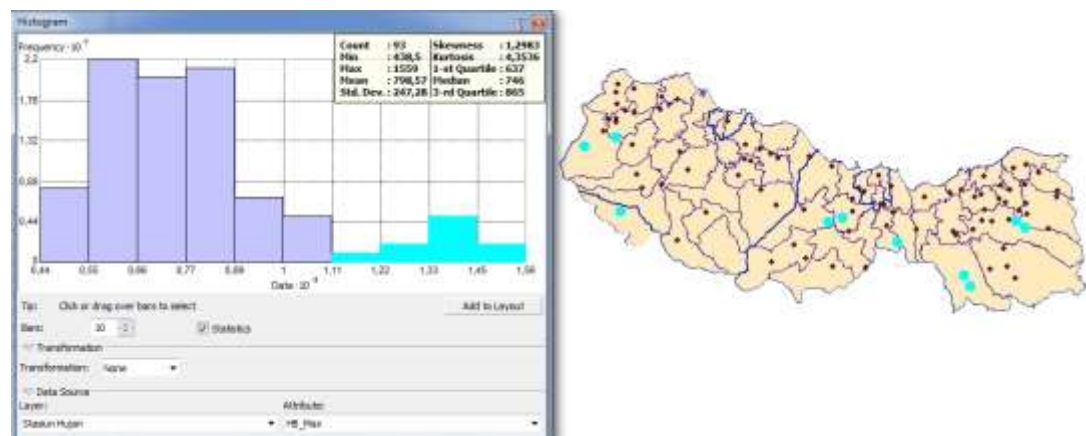 Histogram
Frequency · 10
Count : 93 Skewness : 1,2983
Min : 438,5 Kurtosis : 4,3536
Max : 1559 1-st Quartile : 637
Mean : 798,57 Median : 746
Std. Dev. : 247,28 3-rd Quartile : 865
2,2
1,76
1,32
0,88
0,44
0
0,44 0,55 0,66 0,77 0,89 1 1,11 1,22 1,33 1,45 1,56
Data · 10
Tip: Click or drag over bars to select Add to Layout
Bars: 10 Statistics
Transformation
Transformation: None
Data Source
Layer: Attribute:
Stasiun Hujan HB_Max